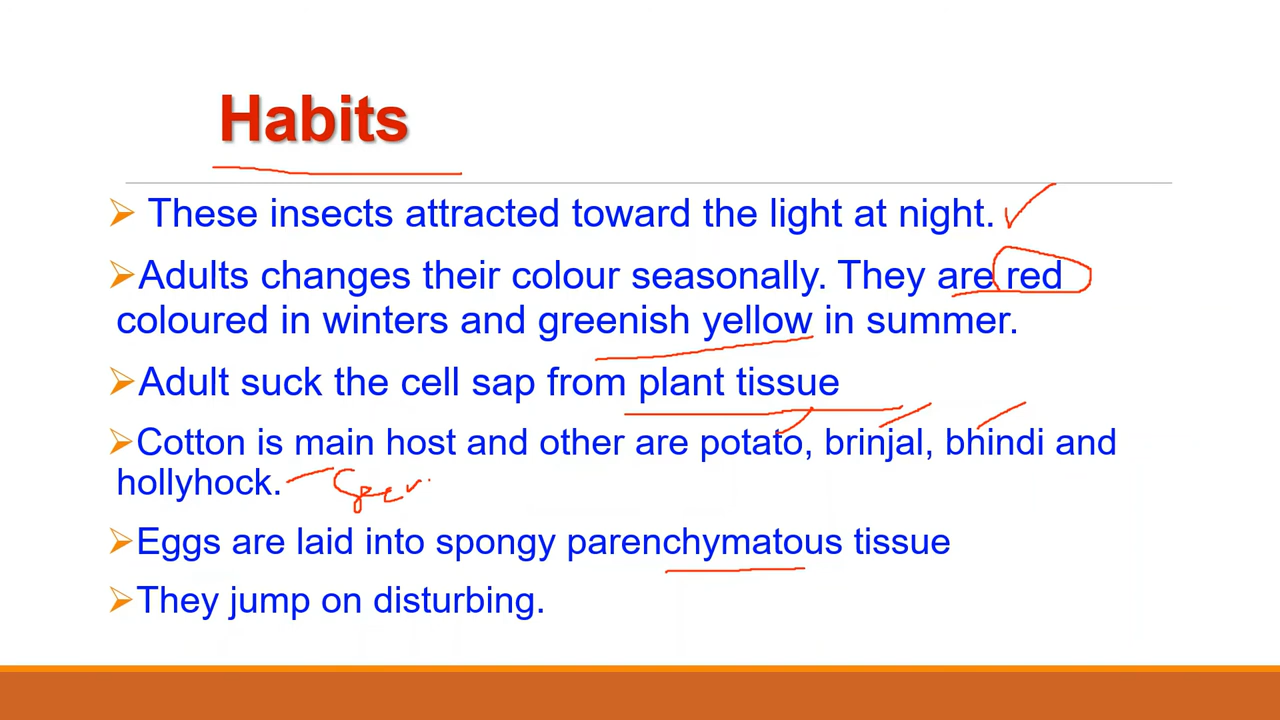 Habits
➢ These insects attracted toward the light at night.
➢Adults changes their colour seasonally. They are red
coloured in winters and greenish yellow in summer.
➢Adult suck the cell sap from plant tissue
➢Cotton is main host and other are potato, brinjal, bhindi and
hollyhock.
➢Eggs are laid into spongy parenchymatous tissue
➢They jump on disturbing.